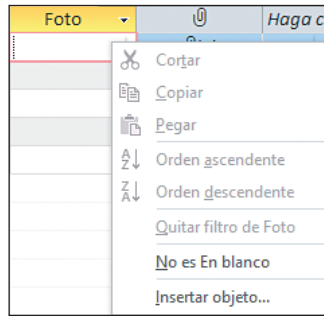 Foto
Haga c
Cortar
Copiar
Pegar
Orden ascendente
Orden descendente
Quitar filtro de Foto
No es En blanco
Insertar objeto...